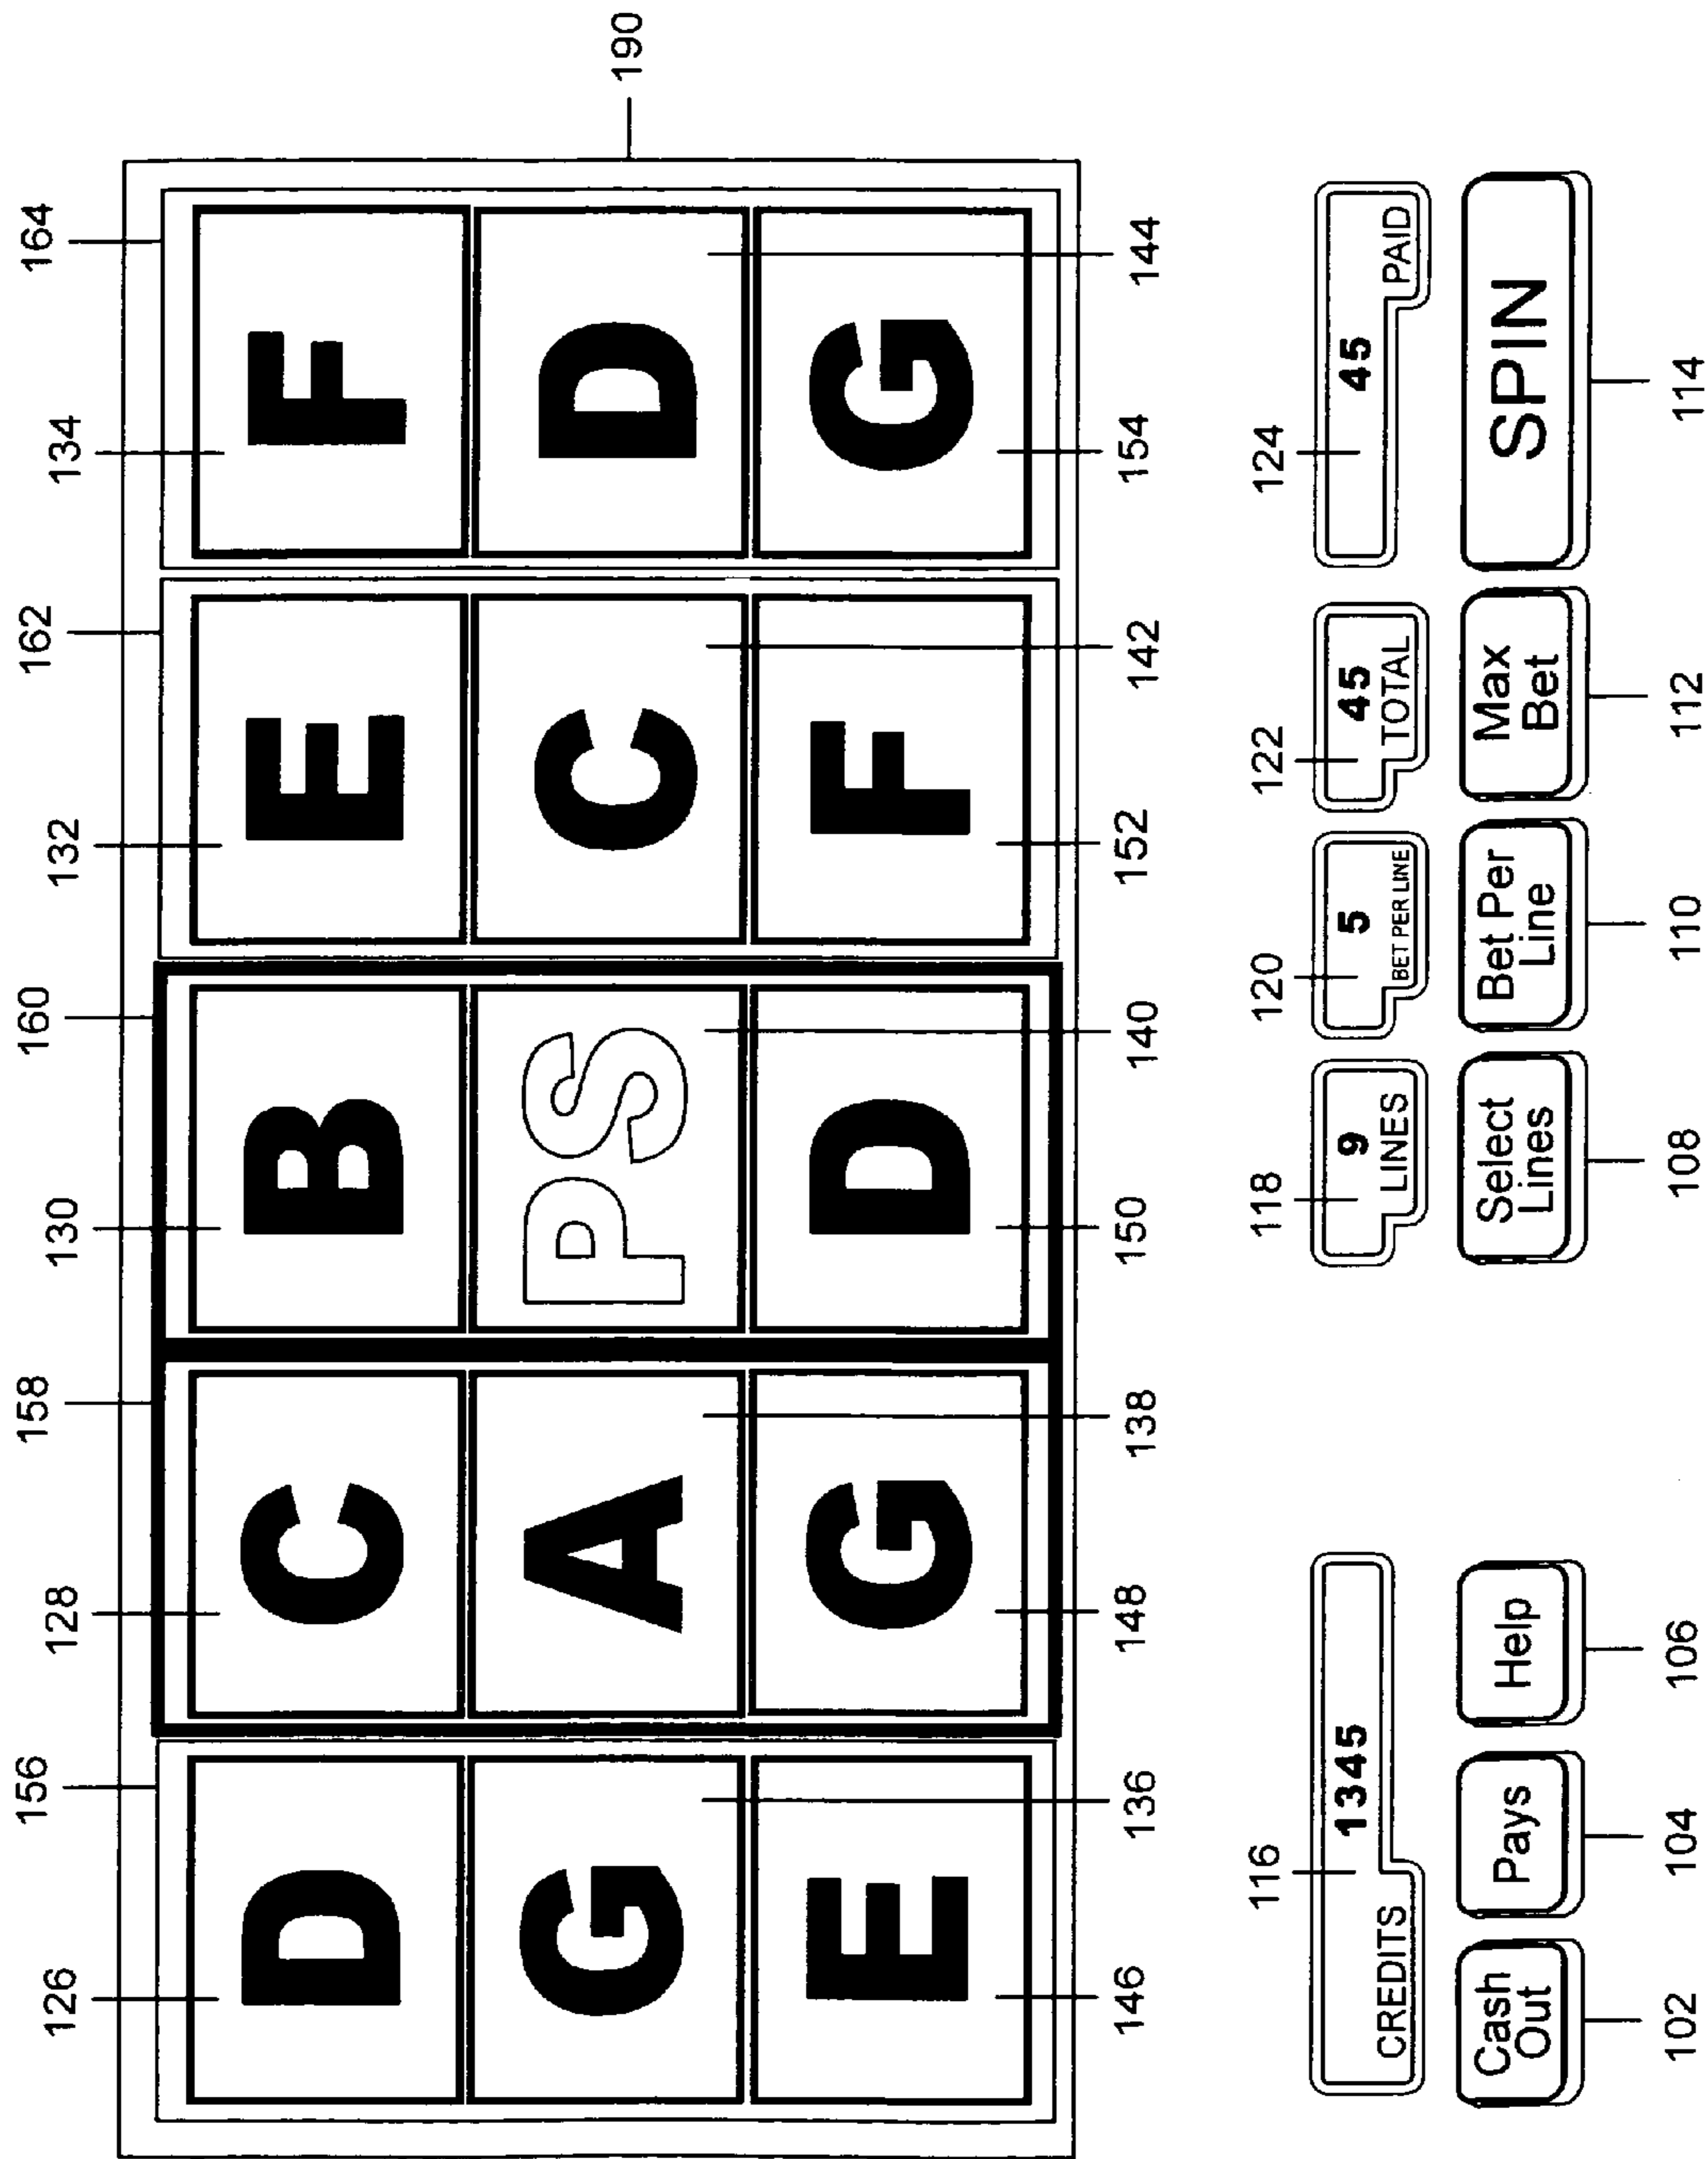 156 158 160 162 164
126 128 130 132 134
190
D C B E F
G A PS C D
E G D F G
136 138 140 142 144
146 148 150 152 154
116 118 120 122 124
1345 9 5 45 45
CREDITS LINES BET PER LINE TOTAL PAID
Cash Out
Pays
Help
Select Lines
Bet Per Line
Max Bet
SPIN
102 104 106 108 110 112 114